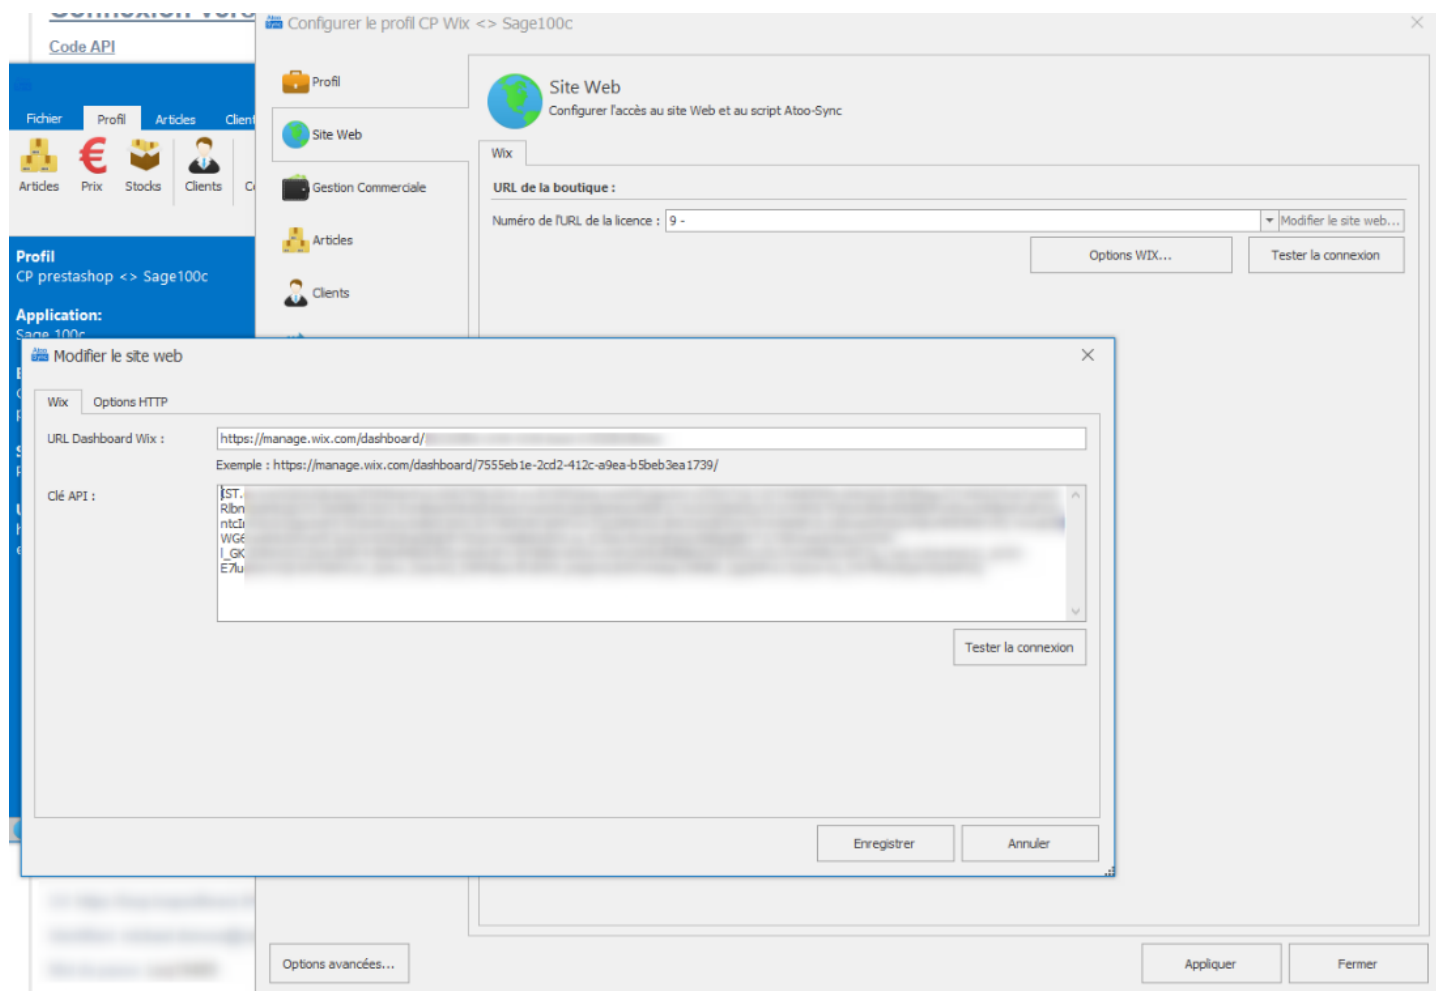 Code API
Configurer le profil CP Wix <> Sage100c
Fichier
Profil
Articles
Articles
Prix
Stocks
Clients
Profil
CP prestashop <> Sage100c
Application:
Sage 100c
Profil
Site Web
Gestion Commerciale
Articles
Clients
Site Web
Configurer l'accès au site Web et au script Atoo-Sync
Wix
URL de la boutique :
Numéro de l'URL de la licence : 9 -
Modifier le site web...
Options WIX...
Tester la connexion
Modifier le site web
Wix
Options HTTP
URL Dashboard Wix :
https://manage.wix.com/dashboard/
Exemple : https://manage.wix.com/dashboard/7555eb1e-2cd2-412c-a9ea-b5beb3ea1739/
Clé API :
IST.
Tester la connexion
Enregistrer
Annuler
Options avancées...
Appliquer
Fermer